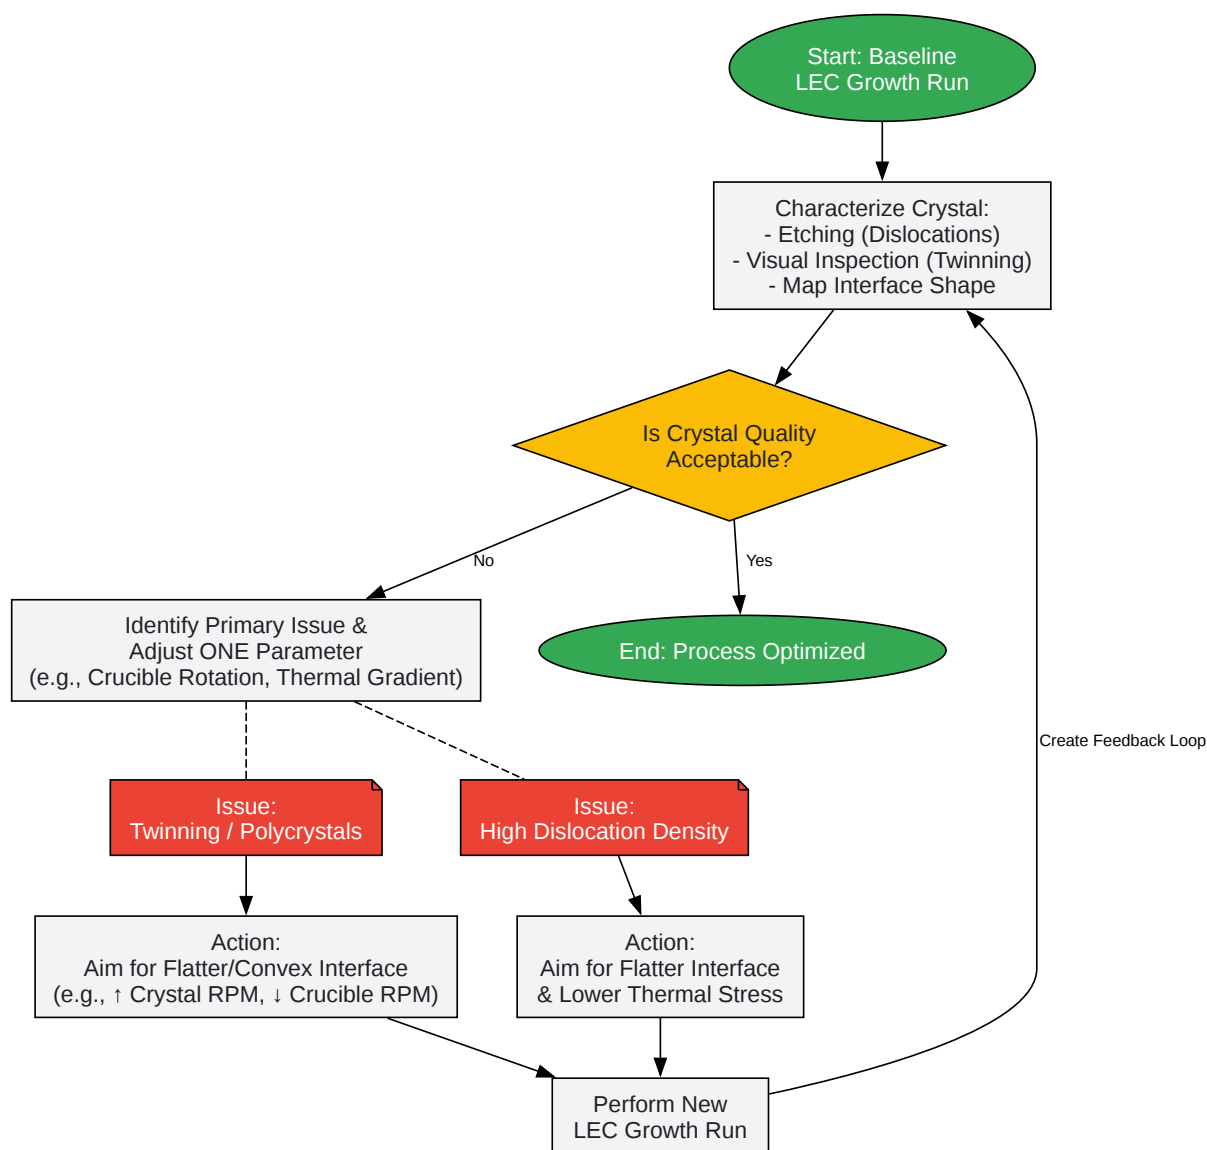 Start: Baseline
LEC Growth Run
Characterize Crystal:
- Etching (Dislocations)
- Visual Inspection (Twinning)
- Map Interface Shape
Is Crystal Quality
Acceptable?
No
Yes
Identify Primary Issue &
Adjust ONE Parameter
(e.g., Crucible Rotation, Thermal Gradient)
End: Process Optimized
Create Feedback Loop
Issue:
Twinning / Polycrystals
Issue:
High Dislocation Density
Action:
Aim for Flatter/Convex Interface
(e.g., ↑ Crystal RPM, ↓ Crucible RPM)
Action:
Aim for Flatter Interface
& Lower Thermal Stress
Perform New
LEC Growth Run